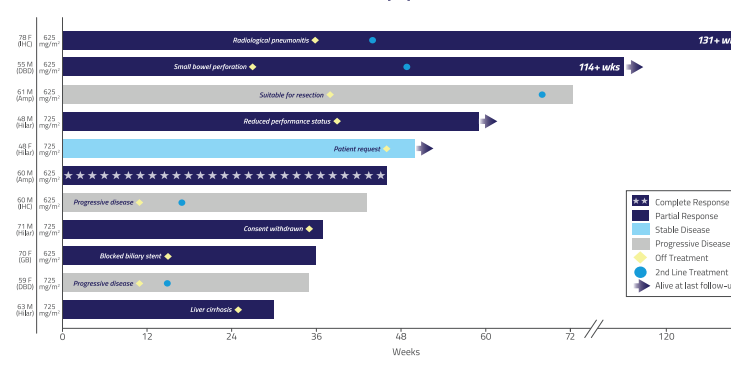 78 F
(IHC)
625
mg/m²
Radiological pneumonitis
131+ w
55 M
(DBD)
625
mg/m²
Small bowel perforation
114+ wks
61 M
(Amp)
625
mg/m²
Suitable for resection
48 M
(Hilar)
725
mg/m²
Reduced performance status
48 F
(Hilar)
725
mg/m²
Patient request
60 M
(Amp)
625
mg/m²
60 M
(IHC)
625
mg/m²
Progressive disease
71 M
(Hilar)
725
mg/m²
Consent withdrawn
70 F
(GB)
625
mg/m²
Blocked biliary stent
59 F
(DBD)
725
mg/m²
Progressive disease
63 M
(Hilar)
725
mg/m²
Liver cirrhosis
Complete Response
Partial Response
Stable Disease
Progressive Disease
Off Treatment
2nd Line Treatment
Alive at last follow-u
0 12 24 36 48 60 72 120
Weeks